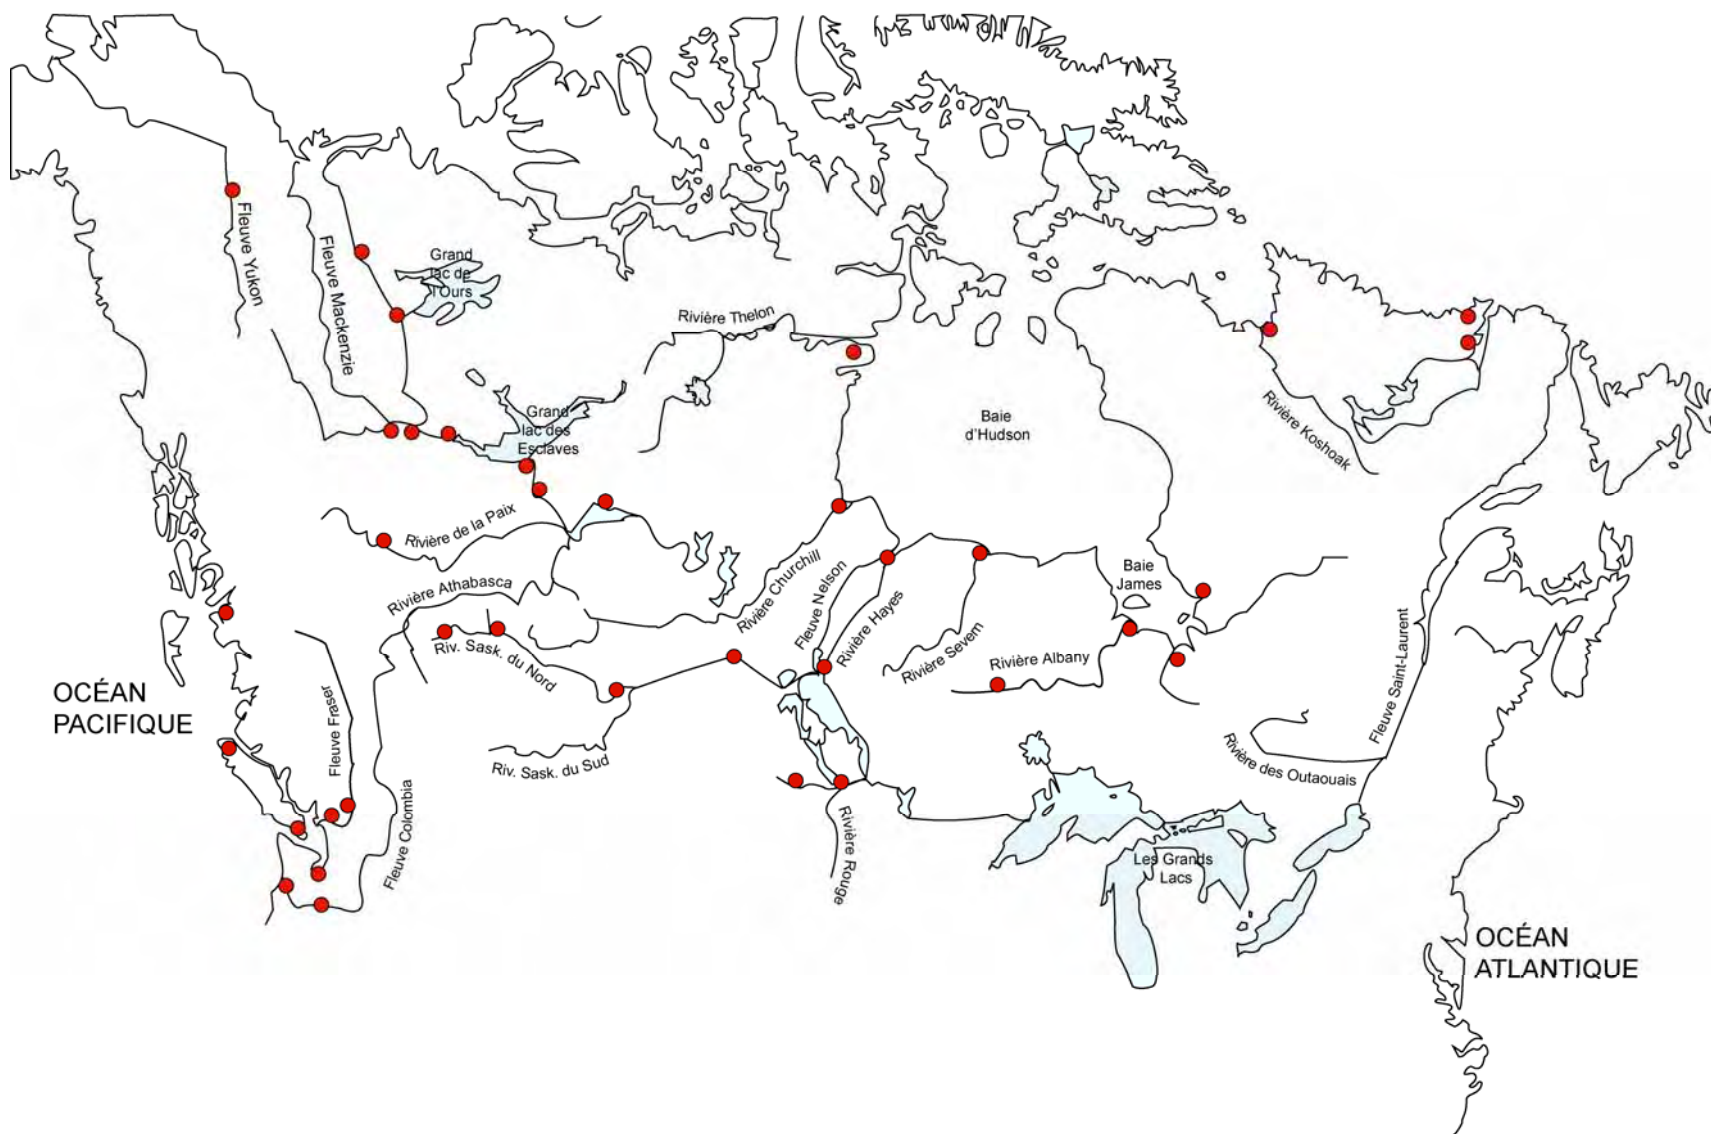 Fleuve Yukon
Fleuve Mackenzie
Grand
lac de
l'Ours
Rivière Thelon
Grand
lac des
Esclaves
Baie
d'Hudson
Rivière Koshoak
Rivière de la Paix
Rivière Athabasca
Rivière Churchill
Fleuve Nelson
Rivière Hayes
Baie
James
Riv. Sask. du Nord
Rivière Severn
Rivière Albany
Fleuve Saint-Laurent
OCÉAN
PACIFIQUE
Fleuve Fraser
Riv. Sask. du Sud
Rivière des Outaouais
Fleuve Colombia
Rivière Rouge
Les Grands
Lacs
OCÉAN
ATLANTIQUE